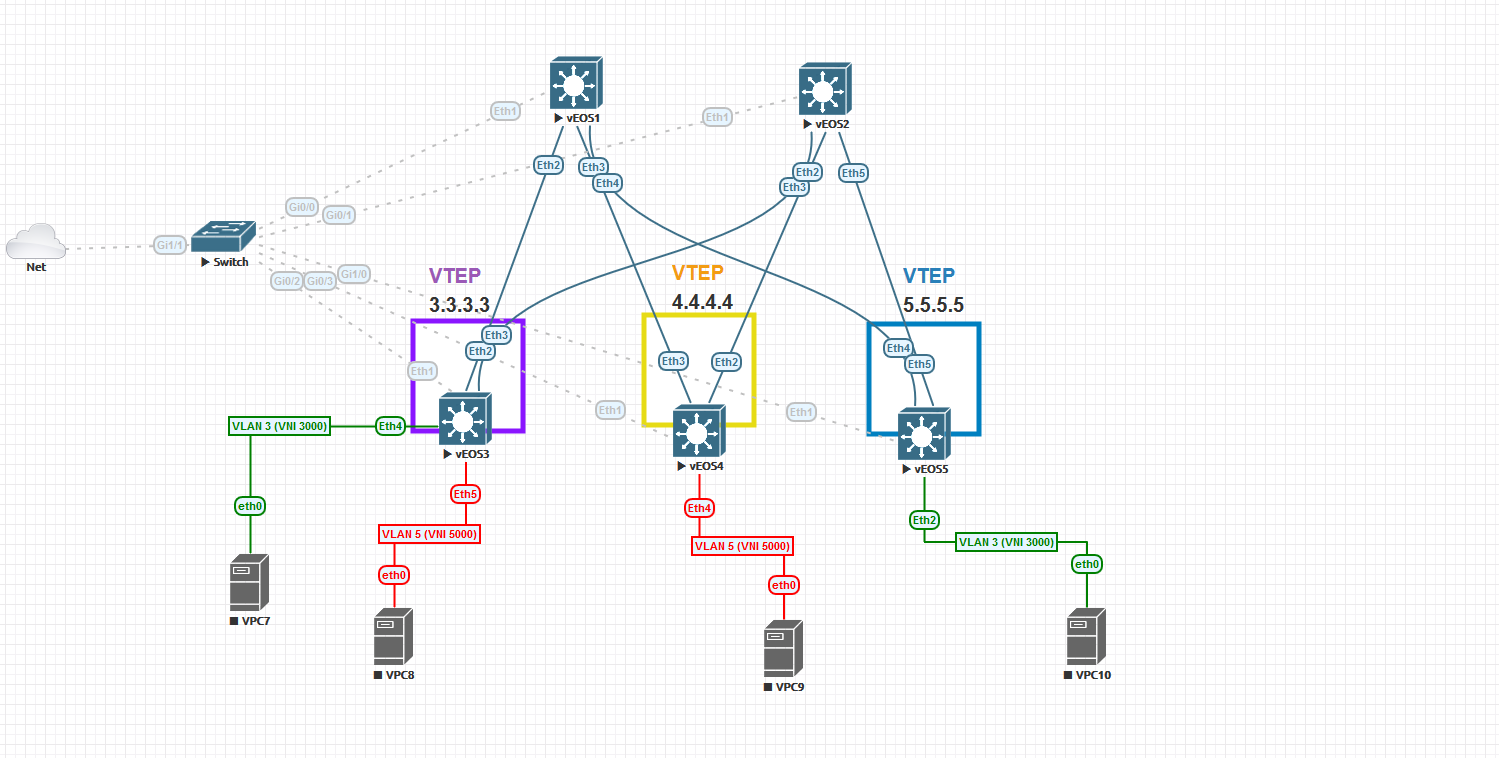 vEOS1
vEOS2
Eth1
Eth1
Eth2
Eth3
Eth4
Eth2
Eth3
Eth5
Gi0/0
Gi0/1
Gi1/1
Net
Switch
Gi0/2
Gi0/3
Gi1/0
VTEP
3.3.3.3
VTEP
4.4.4.4
VTEP
5.5.5.5
Eth3
Eth2
Eth1
Eth3
Eth2
Eth4
Eth5
Eth1
Eth1
VLAN 3 (VNI 3000)
Eth4
vEOS3
vEOS4
vEOS5
Eth5
Eth4
Eth2
eth0
VLAN 5 (VNI 5000)
VLAN 5 (VNI 5000)
VLAN 3 (VNI 3000)
eth0
eth0
eth0
VPC7
VPC8
VPC9
VPC10